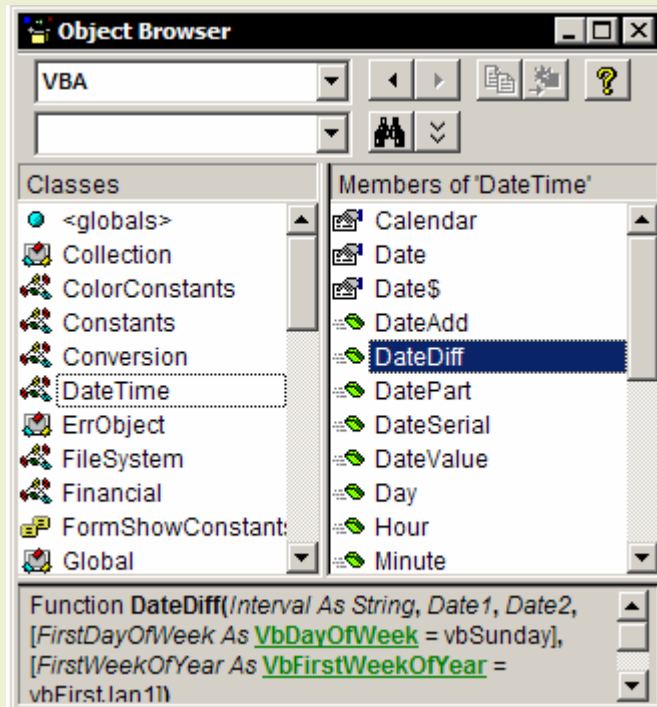 Object Browser
VBA
Classes
<globals>
Collection
ColorConstants
Constants
Conversion
DateTime
ErrObject
FileSystem
Financial
FormShowConstant
Global
Members of 'DateTime'
Calendar
Date
Date$
DateAdd
DateDiff
DatePart
DateSerial
DateValue
Day
Hour
Minute
Function DateDiff(Interval As String, Date1, Date2,
[FirstDayOfWeek As VbDayOfWeek = vbSunday],
[FirstWeekOfYear As VbFirstWeekOfYear =
vbFirstJan1])